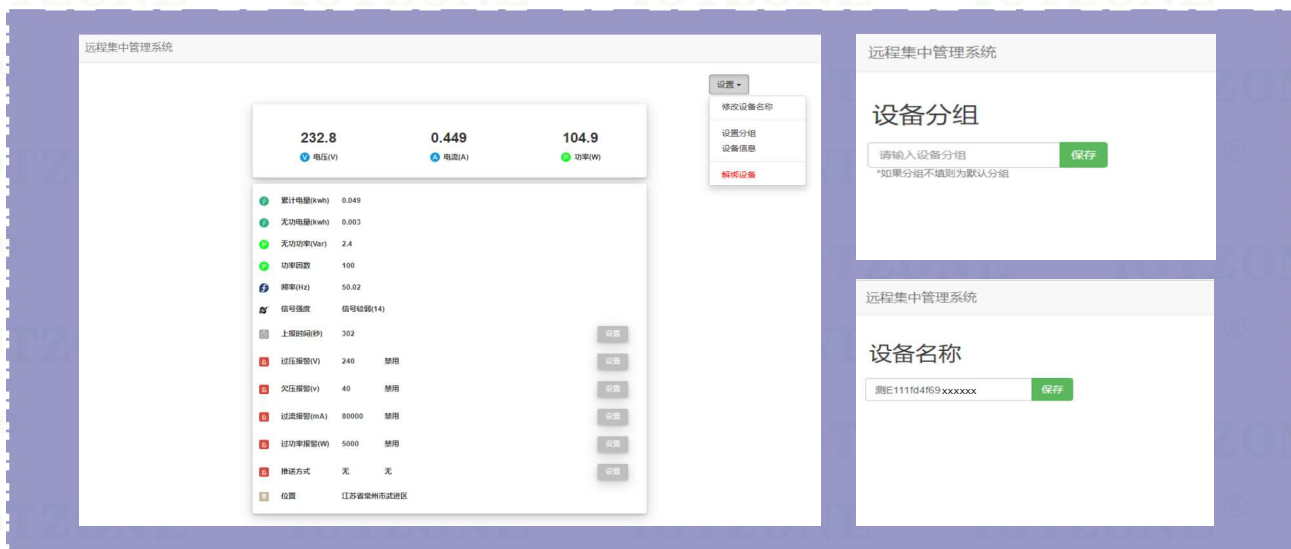 远程集中管理系统
设置
修改设备名称
设置分组
设备信息
解绑设备
232.8 0.449 104.9
V 电压(V) A 电流(A) P 功率(W)
累计电量(kwh) 0.049
无功电量(kwh) 0.003
P 无功功率(Var) 2.4
P 功率因数 100
频率(Hz) 50.02
信号强度 信号较弱(14)
上报时间(秒) 302 设置
过压报警(V) 240 禁用 设置
欠压报警(v) 40 禁用 设置
过流报警(mA) 80000 禁用 设置
过功率报警(W) 5000 禁用 设置
推送方式 无 无 设置
位置 江苏省常州市武进区
远程集中管理系统
设备分组
请输入设备分组 保存
*如果分组不填则为默认分组
远程集中管理系统
设备名称
测E111fd4f69xxxxxx 保存
IOTZONE
®